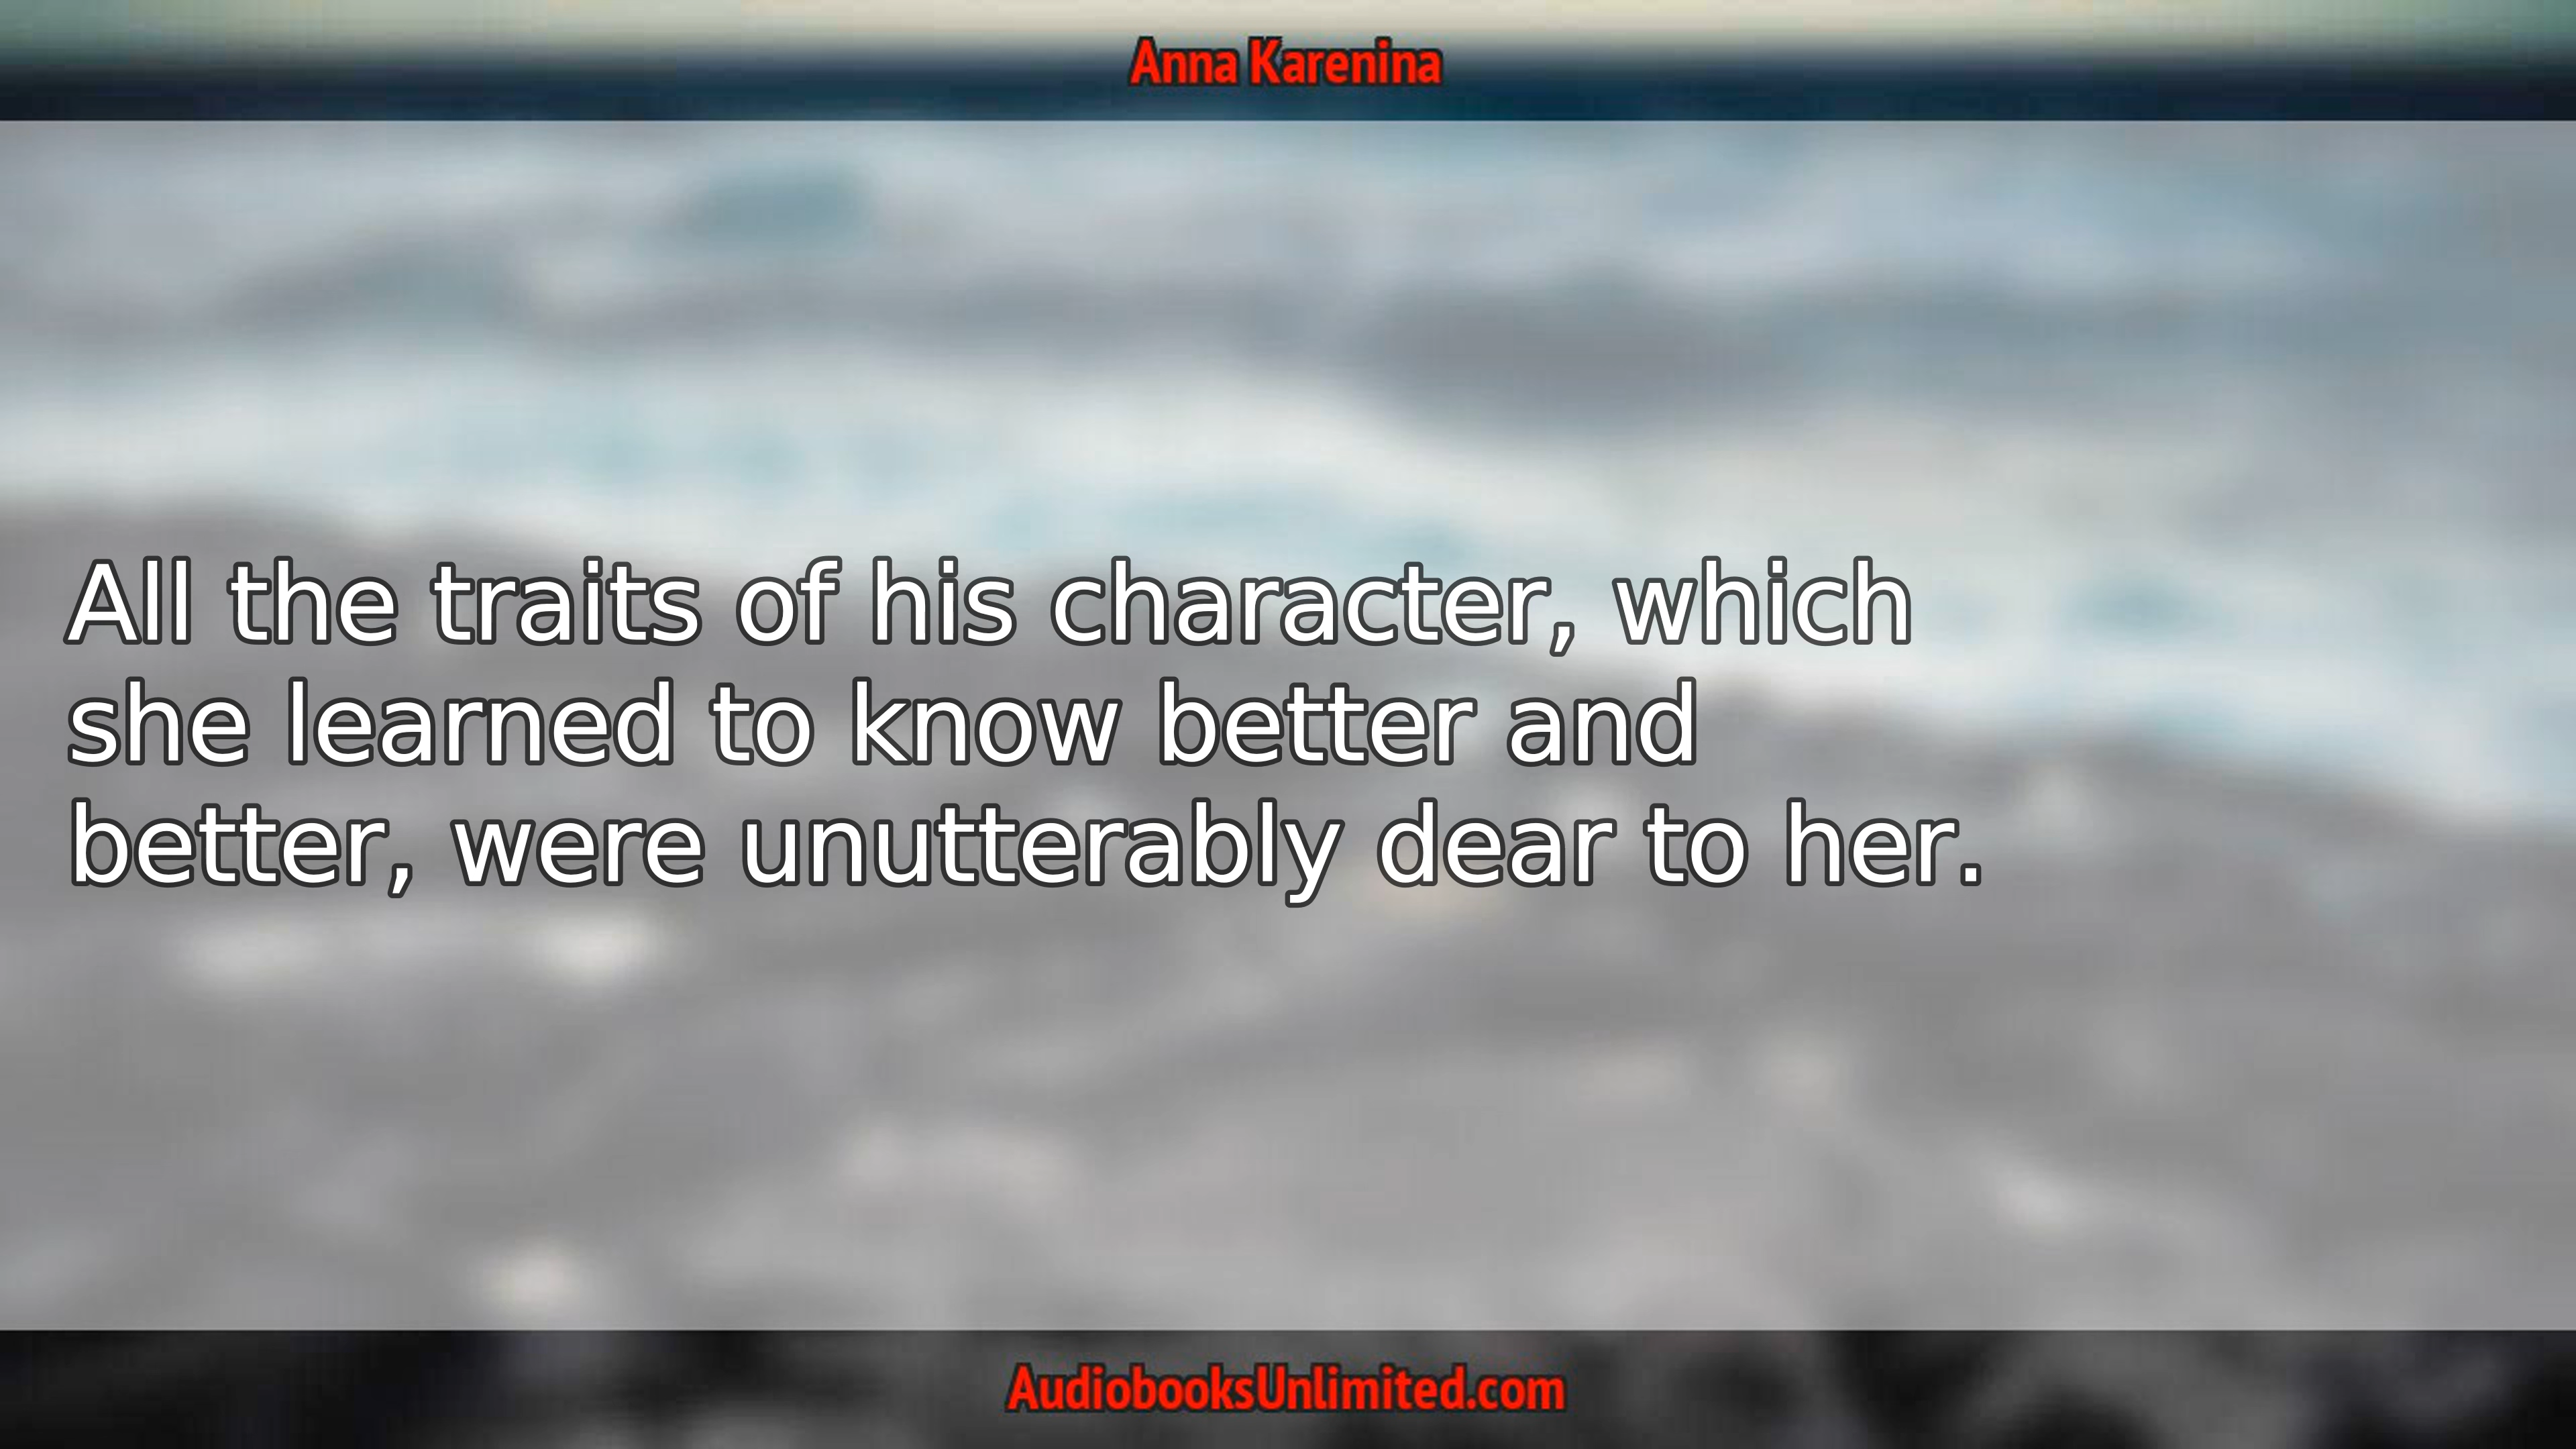 Anna Karenina
All the traits of his character, which
she learned to know better and
better, were unutterably dear to her.
AudiobooksUnlimited.com